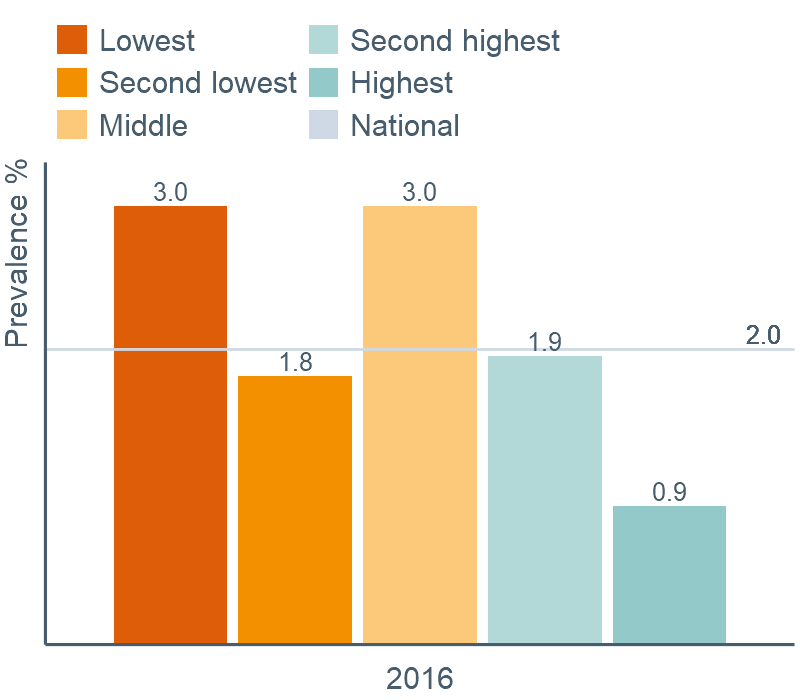 Lowest
Second lowest
Middle
Second highest
Highest
National
Prevalence %
3.0
1.8
3.0
1.9
0.9
2.0
2016